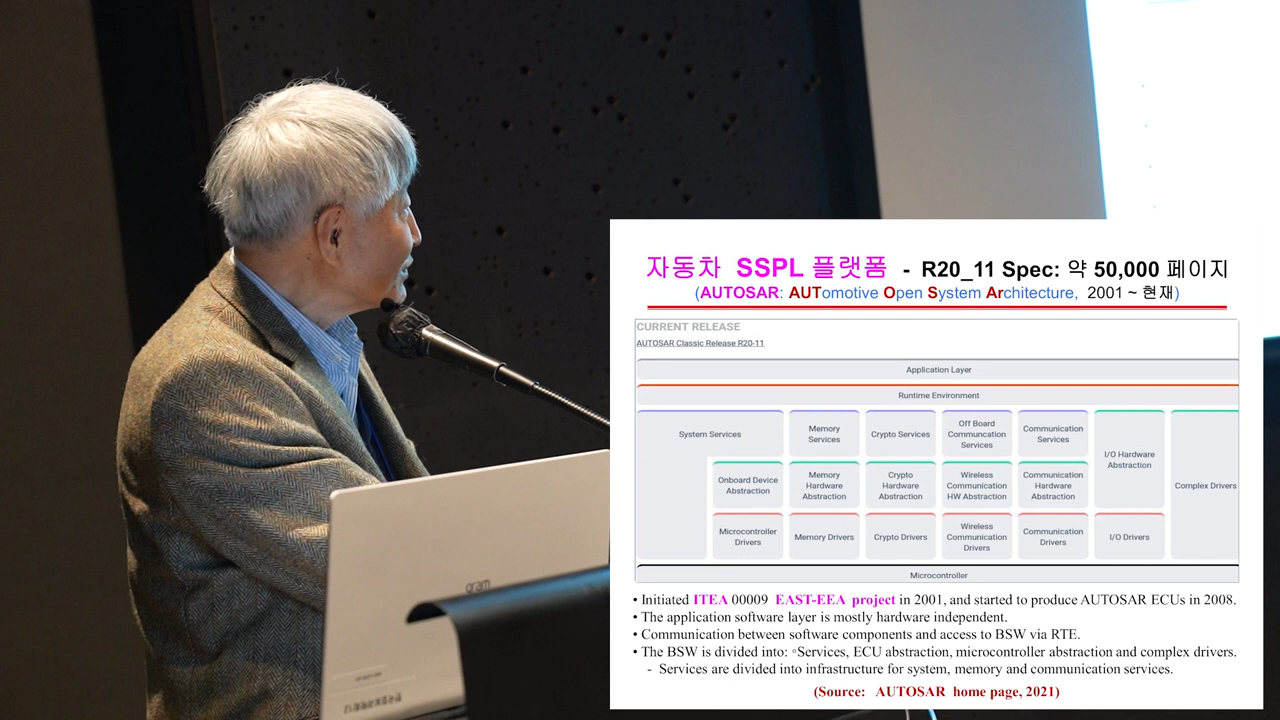 자동차 SSPL 플랫폼 - R20_11 Spec: 약 50,000 페이지
(AUTOSAR: AUTomotive Open System Architecture, 2001 ~ 현재)
CURRENT RELEASE
AUTOSAR Classic Release R20-11
Application Layer
Runtime Environment
System Services
Memory Services
Crypto Services
Off Board Communcation Services
Communication Services
I/O Hardware Abstraction
Complex Drivers
Onboard Device Abstraction
Memory Hardware Abstraction
Crypto Hardware Abstraction
Wireless Communication HW Abstraction
Communication Hardware Abstraction
Microcontroller Drivers
Memory Drivers
Crypto Drivers
Wireless Communication Drivers
Communication Drivers
I/O Drivers
Microcontroller
• Initiated ITEA 00009 EAST-EEA project in 2001, and started to produce AUTOSAR ECUs in 2008.
• The application software layer is mostly hardware independent.
• Communication between software components and access to BSW via RTE.
• The BSW is divided into: ◦Services, ECU abstraction, microcontroller abstraction and complex drivers.
- Services are divided into infrastructure for system, memory and communication services.
(Source: AUTOSAR home page, 2021)
gram